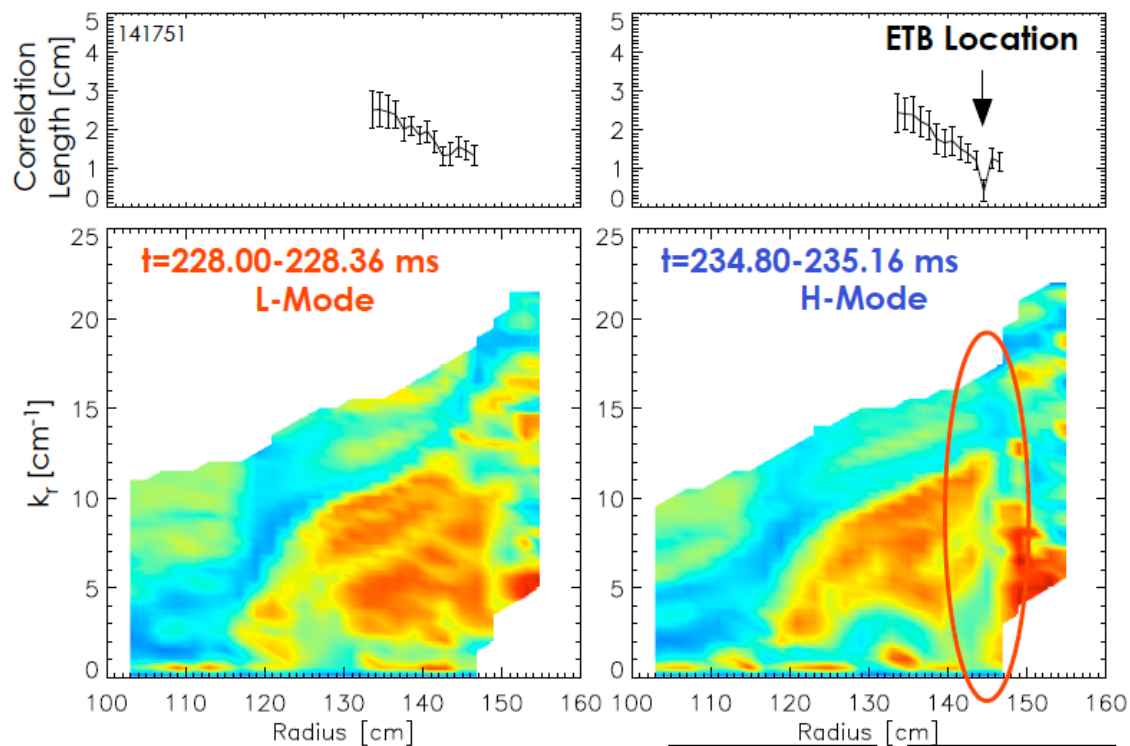 141751
5
4
3
2
1
0
Correlation
Length [cm]
ETB Location
5
4
3
2
1
0
t=228.00-228.36 ms
L-Mode
25
20
15
10
5
0
k_r [cm⁻¹]
100 110 120 130 140 150 160
Radius [cm]
t=234.80-235.16 ms
H-Mode
25
20
15
10
5
0
100 110 120 130 140 150 160
Radius [cm]